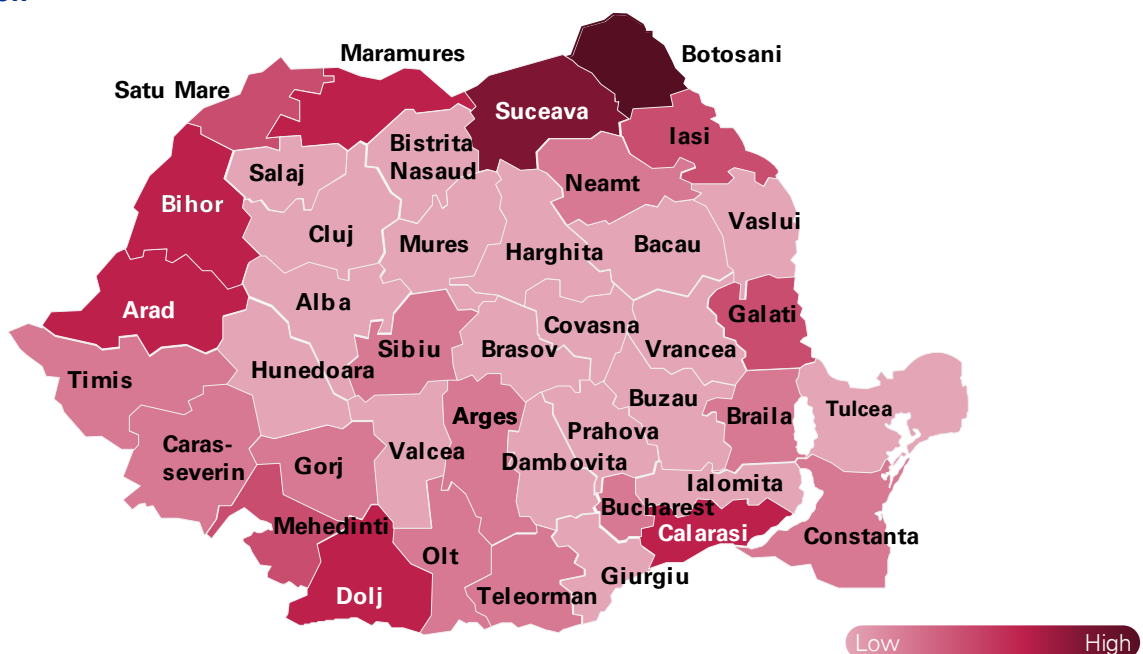 Maramures
Botosani
Satu Mare
Suceava
Iasi
Bistrita
Nasaud
Salaj
Neamt
Bihor
Vaslui
Cluj
Mures
Harghita
Bacau
Alba
Arad
Galati
Covasna
Sibiu
Brasov
Vrancea
Hunedoara
Timis
Buzau
Tulcea
Arges
Braila
Prahova
Caras-
severin
Valcea
Gorj
Dambovita
Ialomita
Bucharest
Mehedinti
Calarasi
Constanta
Olt
Giurgiu
Dolj
Teleorman
Low
High